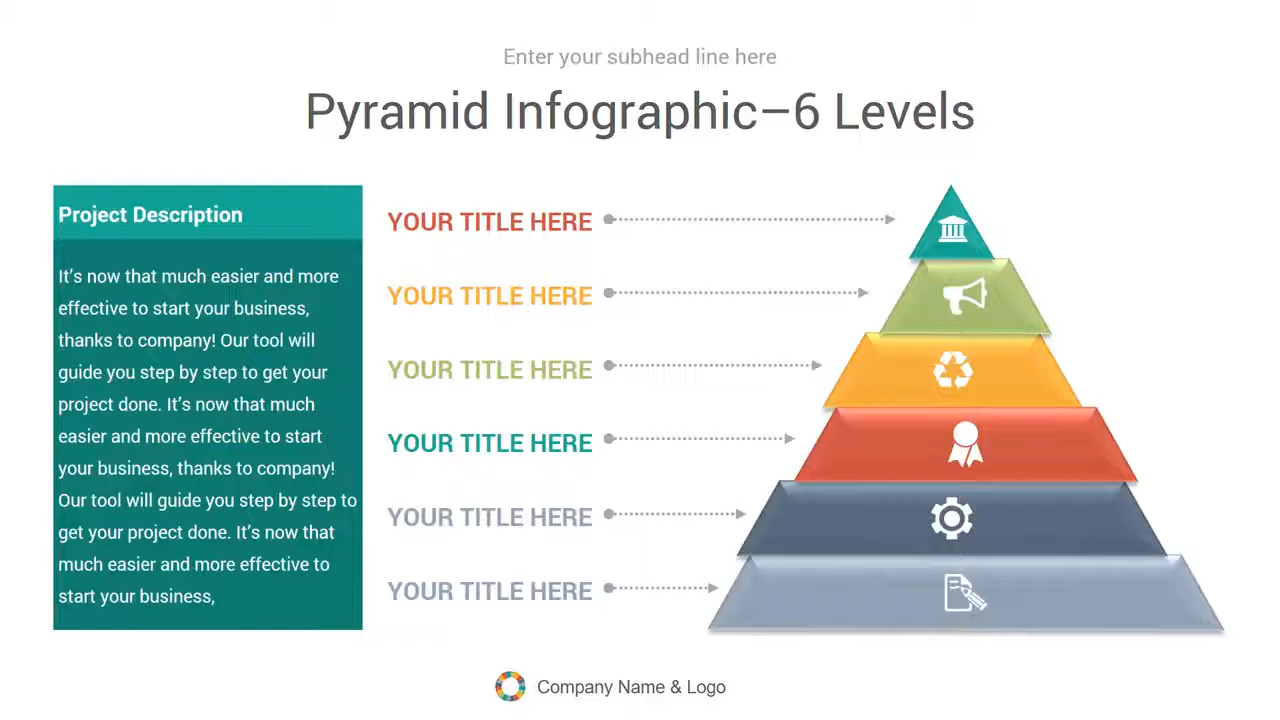 Enter your subhead line here
Pyramid Infographic–6 Levels
Project Description
It's now that much easier and more
effective to start your business,
thanks to company! Our tool will
guide you step by step to get your
project done. It's now that much
easier and more effective to start
your business, thanks to company!
Our tool will guide you step by step to
get your project done. It's now that
much easier and more effective to
start your business,
YOUR TITLE HERE
YOUR TITLE HERE
YOUR TITLE HERE
YOUR TITLE HERE
YOUR TITLE HERE
YOUR TITLE HERE
Company Name & Logo